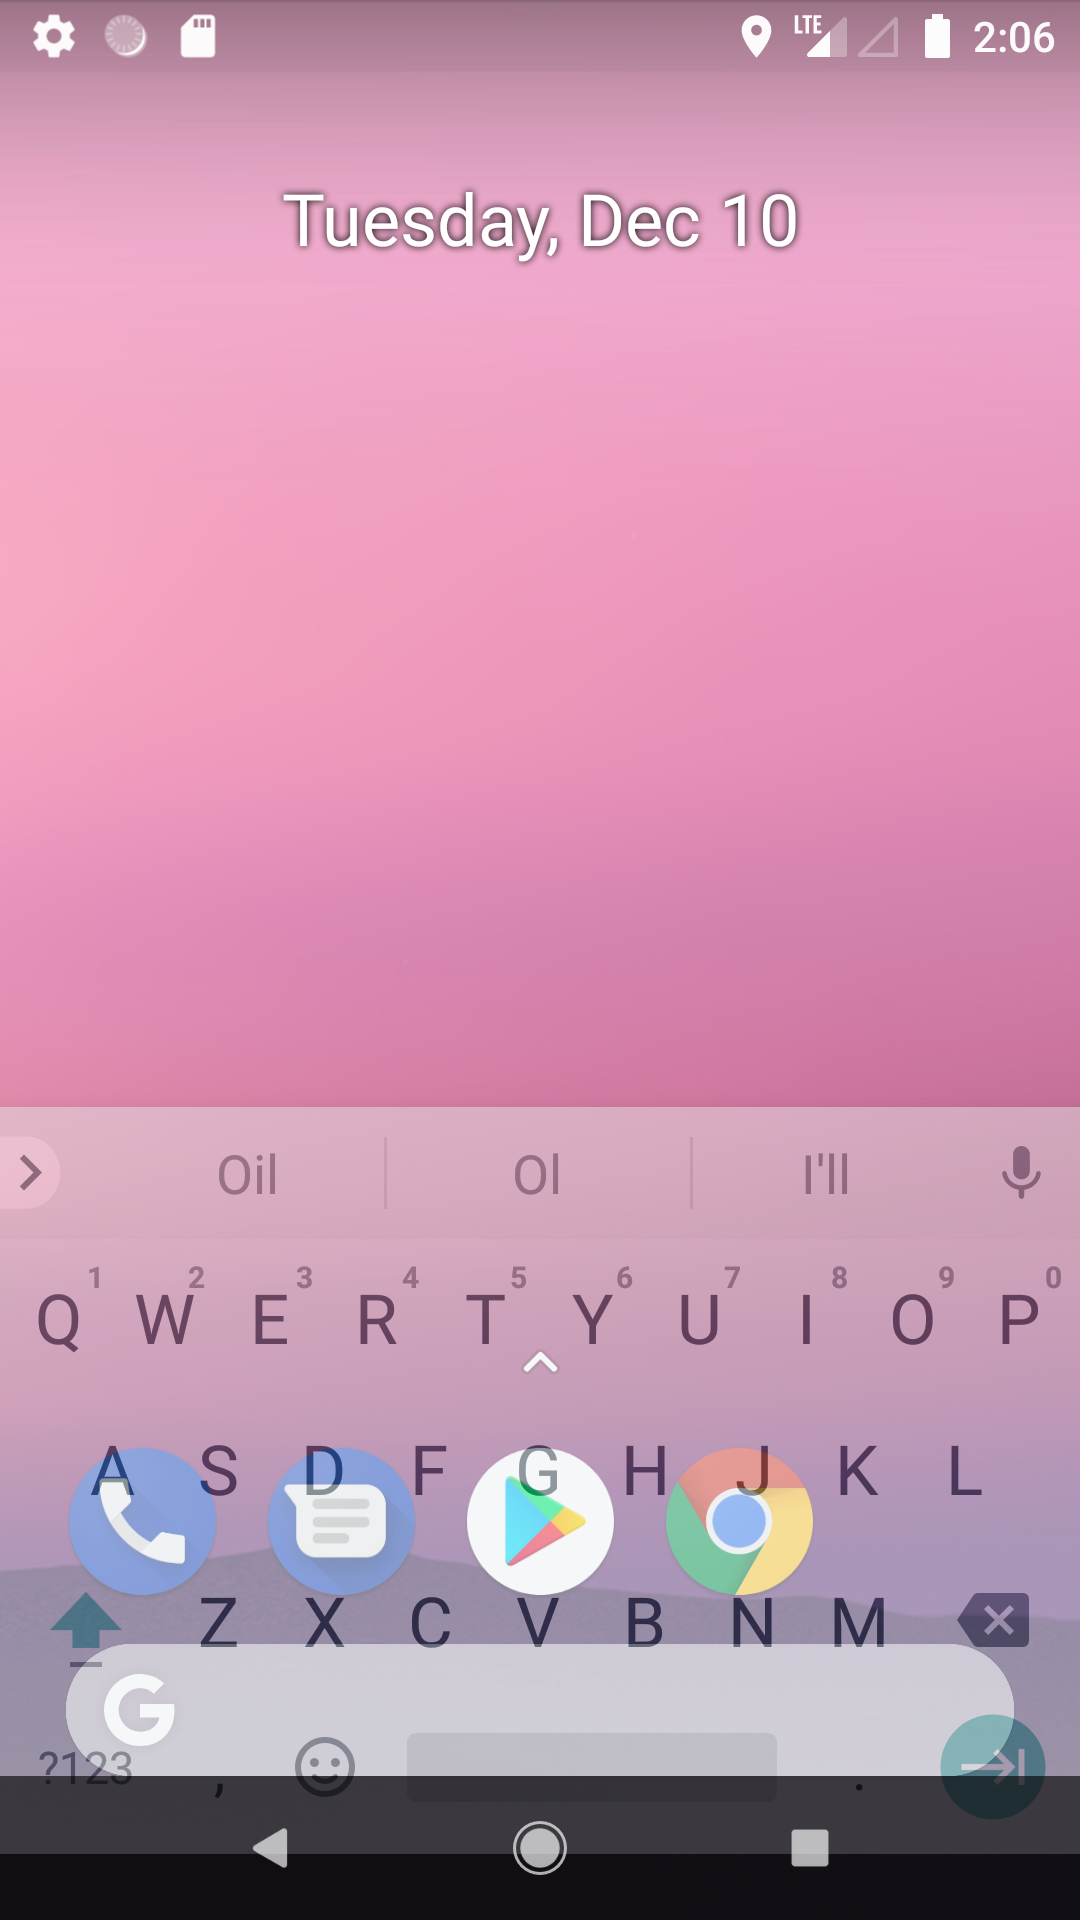 LTE 2:06
Tuesday, Dec 10
Oil Ol I'll
1 2 3 4 5 6 7 8 9 0
Q W E R T Y U I O P
A S D F G H J K L
Z X C V B N M
G
?123 , .